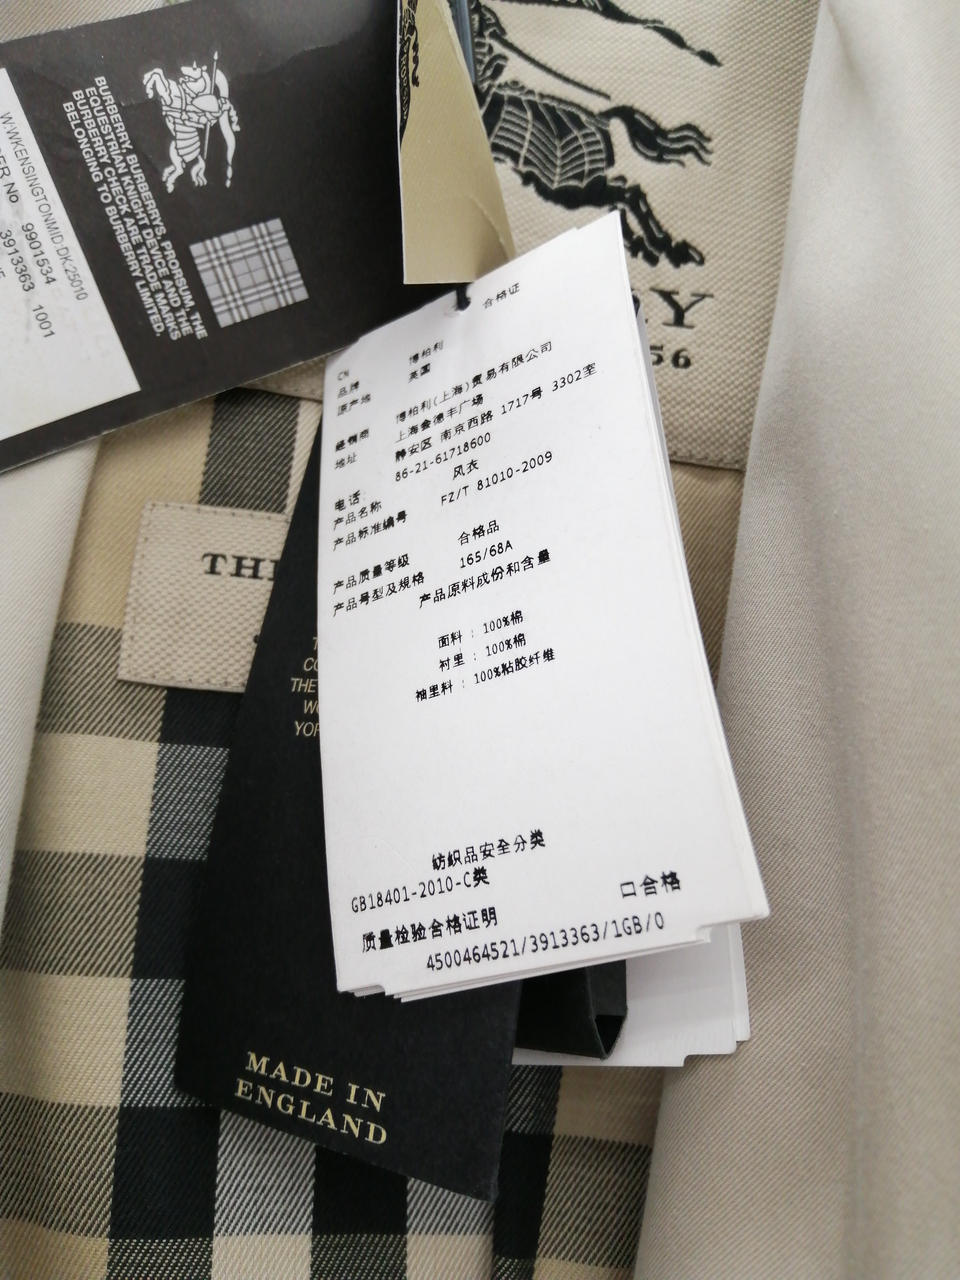 BURBERRY, BURBERRYS, PRORSUM, THE
EQUESTRIAN KNIGHT DEVICE AND THE
BURBERRY CHECK ARE TRADE MARKS
BELONGING TO BURBERRY LIMITED.
W:WKENSINGTONMID:DK:25010
No 9901534
3913363 1001
RY
56
合格证
CN
品牌 博柏利
原产地 英国
经销商 博柏利(上海)贸易有限公司
地址 上海会德丰广场
静安区 南京西路 1717号 3302室
电话 86-21-61718600
产品名称 风衣
产品标准编号 FZ/T 81010-2009
产品质量等级 合格品
产品号型及规格 165/68A
产品原料成份和含量
面料 : 100%棉
衬里 : 100%棉
袖里料 : 100%粘胶纤维
纺织品安全分类
GB18401-2010-C类
质量检验合格证明 口合格
4500464521/3913363/1GB/0
TH
T
CO
THE
WO
YOR
MADE IN
ENGLAND